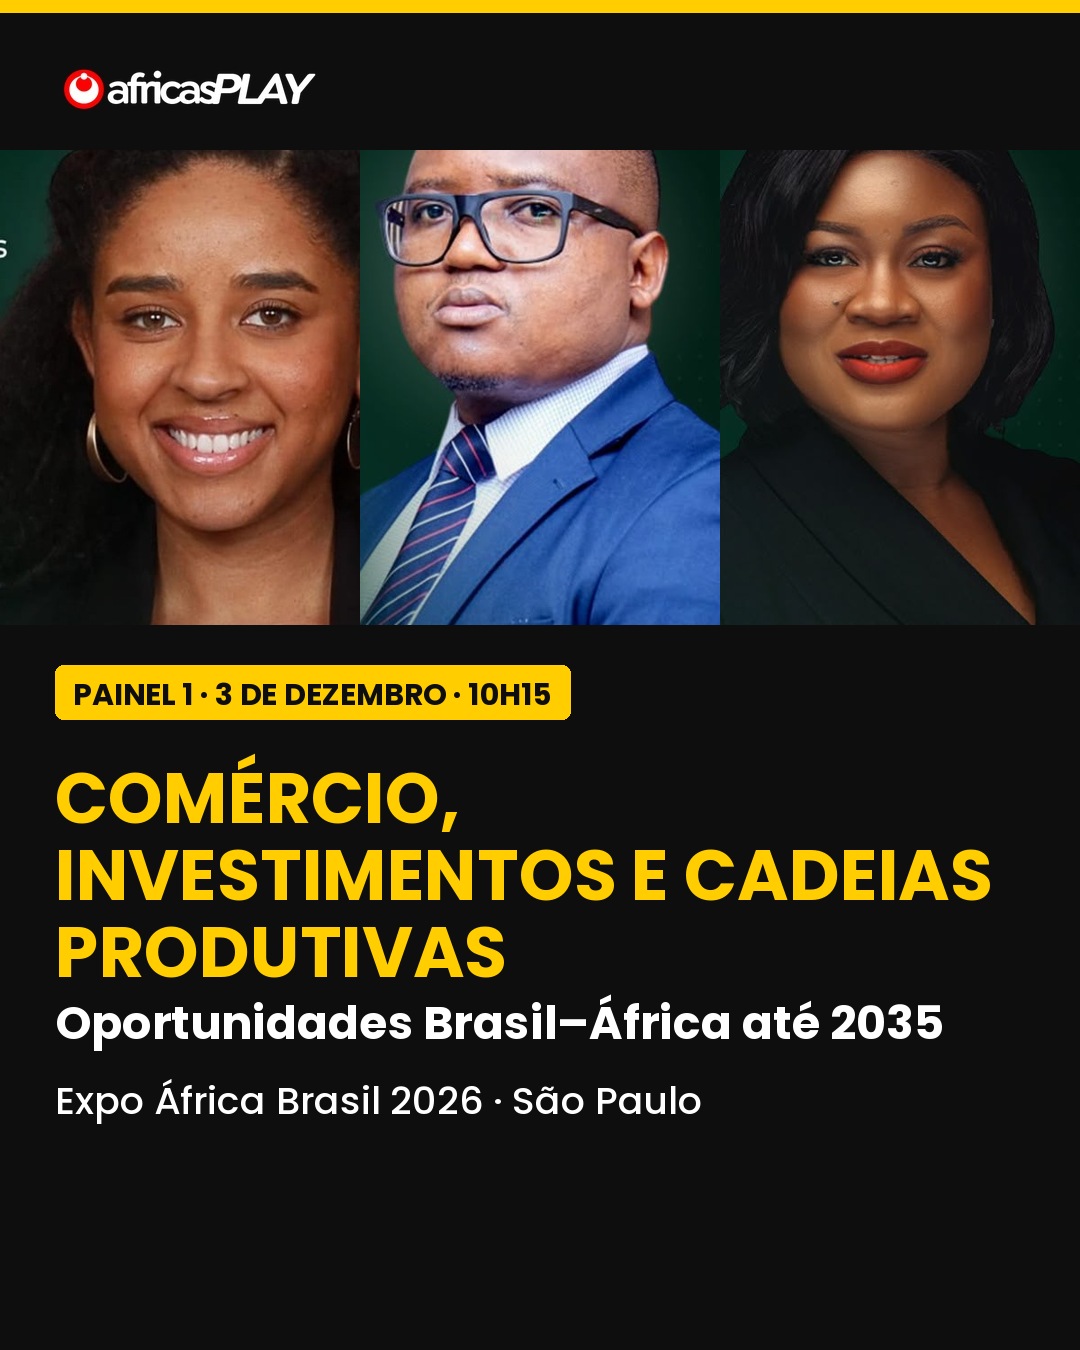 africasPLAY
s
PAINEL 1 · 3 DE DEZEMBRO · 10H15
COMÉRCIO,
INVESTIMENTOS E CADEIAS
PRODUTIVAS
Oportunidades Brasil–África até 2035
Expo África Brasil 2026 · São Paulo